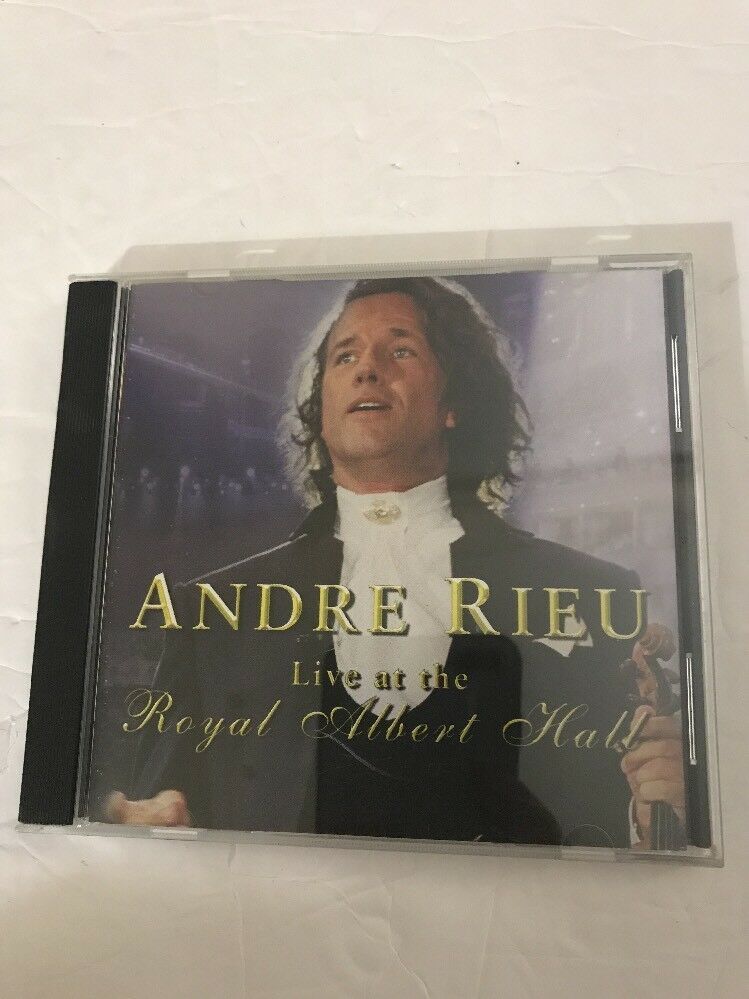 ANDRE RIEU
Live at the
Royal Albert Hall